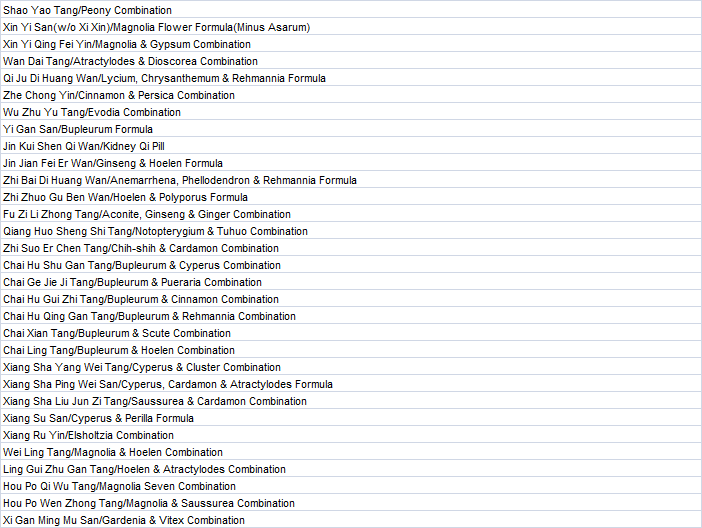 Shao Yao Tang/Peony Combination
Xin Yi San(w/o Xi Xin)/Magnolia Flower Formula(Minus Asarum)
Xin Yi Qing Fei Yin/Magnolia & Gypsum Combination
Wan Dai Tang/Atractylodes & Dioscorea Combination
Qi Ju Di Huang Wan/Lycium, Chrysanthemum & Rehmannia Formula
Zhe Chong Yin/Cinnamon & Persica Combination
Wu Zhu Yu Tang/Evodia Combination
Yi Gan San/Bupleurum Formula
Jin Kui Shen Qi Wan/Kidney Qi Pill
Jin Jian Fei Er Wan/Ginseng & Hoelen Formula
Zhi Bai Di Huang Wan/Anemarrhena, Phellodendron & Rehmannia Formula
Zhi Zhuo Gu Ben Wan/Hoelen & Polyporus Formula
Fu Zi Li Zhong Tang/Aconite, Ginseng & Ginger Combination
Qiang Huo Sheng Shi Tang/Notopterygium & Tuhuo Combination
Zhi Suo Er Chen Tang/Chih-shih & Cardamon Combination
Chai Hu Shu Gan Tang/Bupleurum & Cyperus Combination
Chai Ge Jie Ji Tang/Bupleurum & Pueraria Combination
Chai Hu Gui Zhi Tang/Bupleurum & Cinnamon Combination
Chai Hu Qing Gan Tang/Bupleurum & Rehmannia Combination
Chai Xian Tang/Bupleurum & Scute Combination
Chai Ling Tang/Bupleurum & Hoelen Combination
Xiang Sha Yang Wei Tang/Cyperus & Cluster Combination
Xiang Sha Ping Wei San/Cyperus, Cardamon & Atractylodes Formula
Xiang Sha Liu Jun Zi Tang/Saussurea & Cardamon Combination
Xiang Su San/Cyperus & Perilla Formula
Xiang Ru Yin/Elsholtzia Combination
Wei Ling Tang/Magnolia & Hoelen Combination
Ling Gui Zhu Gan Tang/Hoelen & Atractylodes Combination
Hou Po Qi Wu Tang/Magnolia Seven Combination
Hou Po Wen Zhong Tang/Magnolia & Saussurea Combination
Xi Gan Ming Mu San/Gardenia & Vitex Combination